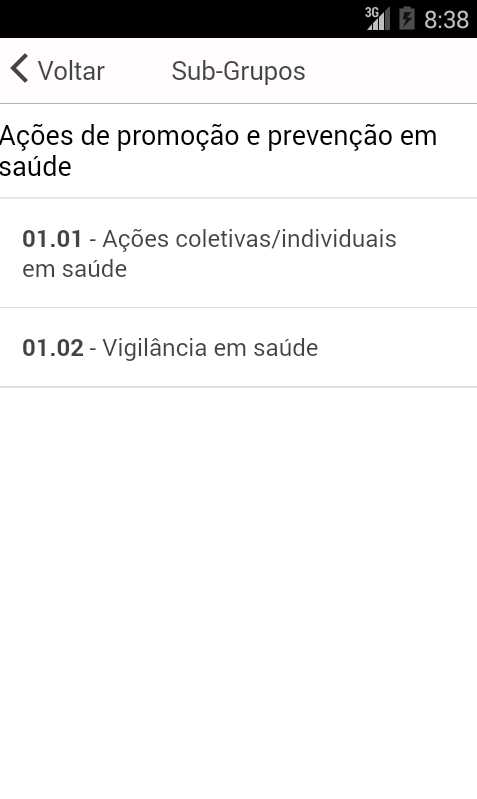 3G 8:38
Voltar Sub-Grupos
Ações de promoção e prevenção em
saúde
01.01 - Ações coletivas/individuais
em saúde
01.02 - Vigilância em saúde